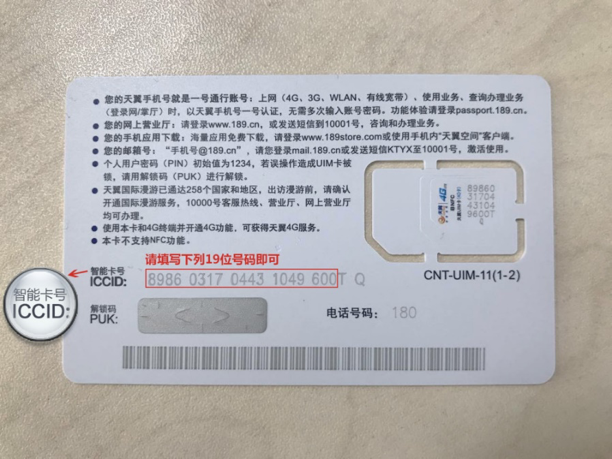 您的天翼手机号就是一号通行账号：上网（4G、3G、WLAN、有线宽带）、使用业务、查询办理业务
（登录网/掌厅）时，以天翼手机号一号认证，无需多次输入账号密码。功能体验请登录passport.189.cn。
您的网上营业厅：请登录www.189.cn，或发送短信到10001号，咨询和办理业务。
您的手机应用下载：海量应用免费下载，请登录www.189store.com或使用手机内“天翼空间”客户端。
您的邮箱号：“手机号@189.cn”，请您登录mail.189.cn或发送短信KTYX至10001号，激活使用。
个人用户密码（PIN）初始值为1234，若误操作造成UIM卡被
锁，请用解锁码（PUK）进行解锁。
天翼国际漫游已通达258个国家和地区，出访漫游前，请确认
开通国际漫游服务，10000号客服热线、营业厅、网上营业厅
均可办理。
使用本卡和4G终端并开通4G功能，可获得天翼4G服务。
本卡不支持NFC功能。
89860
31704
43104
9600T
Q
4G
请填写下列19位号码即可
智能卡号
ICCID:
8986 0317 0443 1049 600T Q
CNT-UIM-11(1-2)
智能卡号
ICCID:
解锁码
PUK:
电话号码：180